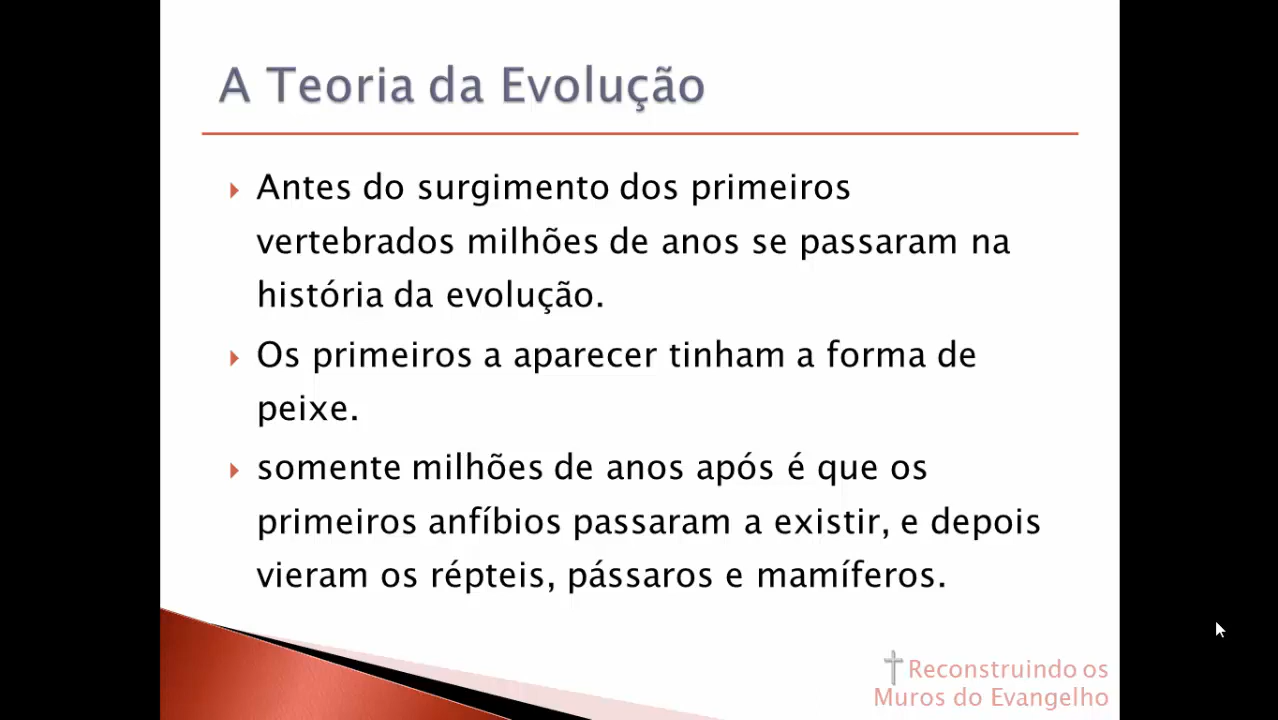 A Teoria da Evolução
Antes do surgimento dos primeiros
vertebrados milhões de anos se passaram na
história da evolução.
Os primeiros a aparecer tinham a forma de
peixe.
somente milhões de anos após é que os
primeiros anfíbios passaram a existir, e depois
vieram os répteis, pássaros e mamíferos.
Reconstruindo os
Muros do Evangelho